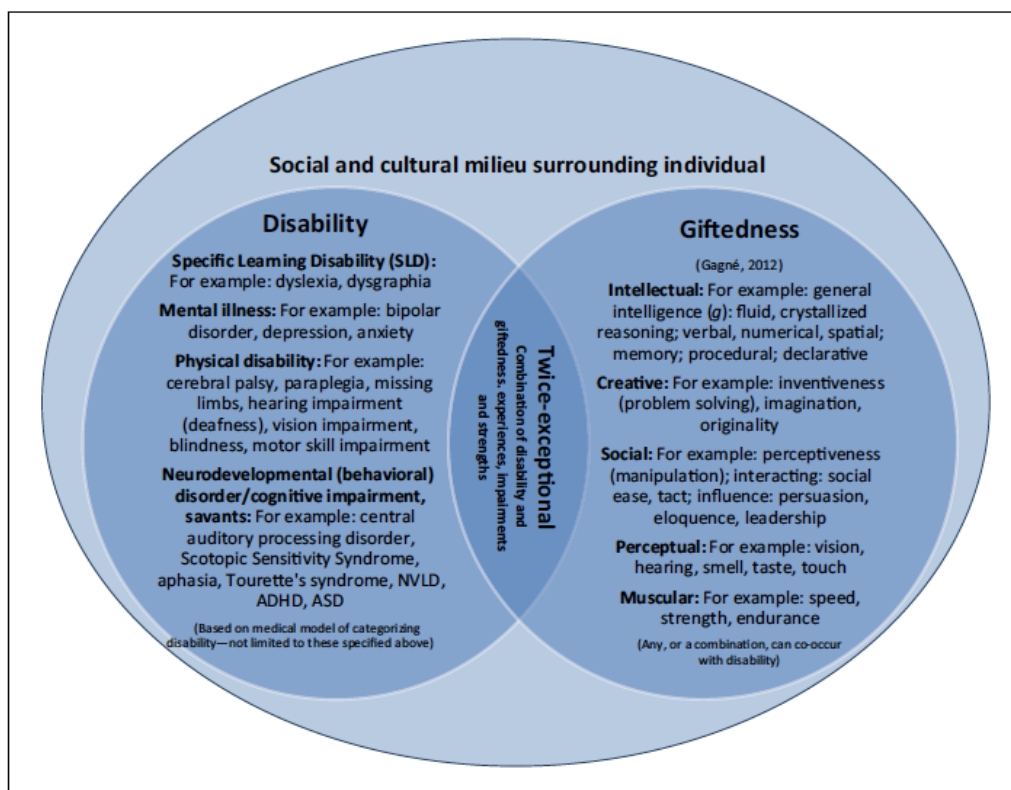 Social and cultural milieu surrounding individual
Disability
Specific Learning Disability (SLD):
For example: dyslexia, dysgraphia
Mental illness: For example: bipolar
disorder, depression, anxiety
Physical disability: For example:
cerebral palsy, paraplegia, missing
limbs, hearing impairment
(deafness), vision impairment,
blindness, motor skill impairment
Neurodevelopmental (behavioral)
disorder/cognitive impairment,
savants: For example: central
auditory processing disorder,
Scotopic Sensitivity Syndrome,
aphasia, Tourette's syndrome, NVLD,
ADHD, ASD
(Based on medical model of categorizing
disability—not limited to these specified above)
Twice-exceptional
Combination of disability and
giftedness. experiences, impairments
and strengths
Giftedness
(Gagné, 2012)
Intellectual: For example: general
intelligence (g): fluid, crystallized
reasoning; verbal, numerical, spatial;
memory; procedural; declarative
Creative: For example: inventiveness
(problem solving), imagination,
originality
Social: For example: perceptiveness
(manipulation); interacting: social
ease, tact; influence: persuasion,
eloquence, leadership
Perceptual: For example: vision,
hearing, smell, taste, touch
Muscular: For example: speed,
strength, endurance
(Any, or a combination, can co-occur
with disability)